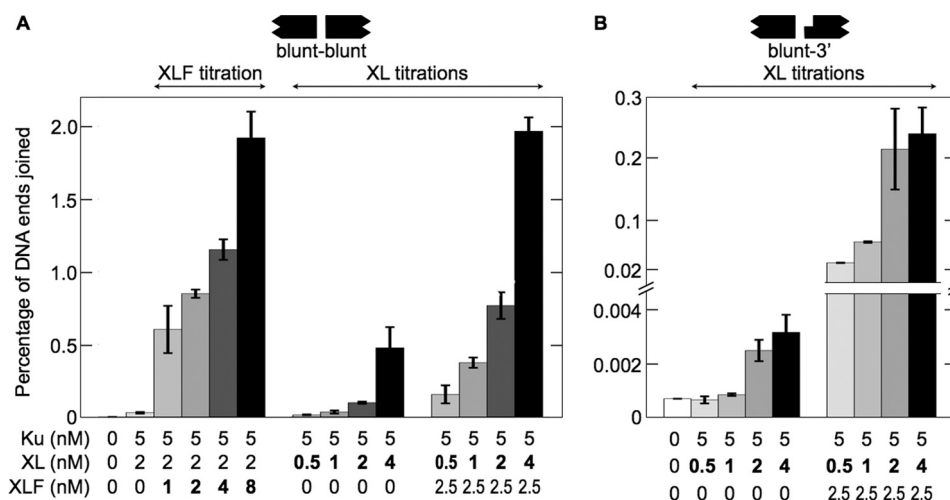 A
B
blunt-blunt
blunt-3'
XLF titration
XL titrations
XL titrations
Percentage of DNA ends joined
2.0
1.5
1.0
0.5
0
0.3
0.2
0.1
0.02
0.004
0.002
0
Ku (nM) 0 5 5 5 5 5 5 5 5 5 5 5 5 5
XL (nM) 0 2 2 2 2 2 0.5 1 2 4 0.5 1 2 4
XLF (nM) 0 0 1 2 4 8 0 0 0 0 2.5 2.5 2.5 2.5
0 5 5 5 5 5 5 5 5
0 0.5 1 2 4 0.5 1 2 4
0 0 0 0 0 2.5 2.5 2.5 2.5